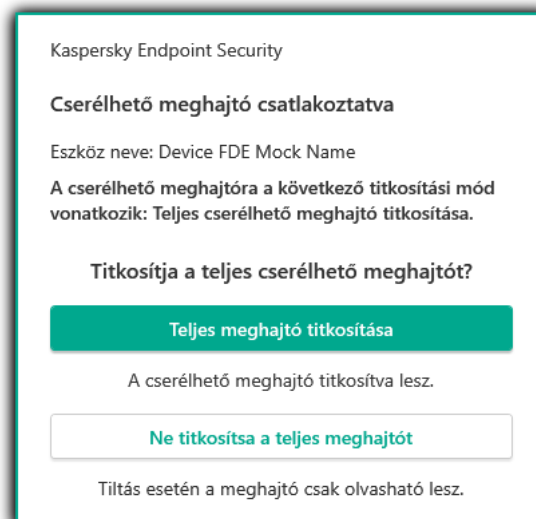 Kaspersky Endpoint Security
Cserélhető meghajtó csatlakoztatva
Eszköz neve: Device FDE Mock Name
A cserélhető meghajtóra a következő titkosítási mód
vonatkozik: Teljes cserélhető meghajtó titkosítása.
Titkosítja a teljes cserélhető meghajtót?
Teljes meghajtó titkosítása
A cserélhető meghajtó titkosítva lesz.
Ne titkosítsa a teljes meghajtót
Tiltás esetén a meghajtó csak olvasható lesz.